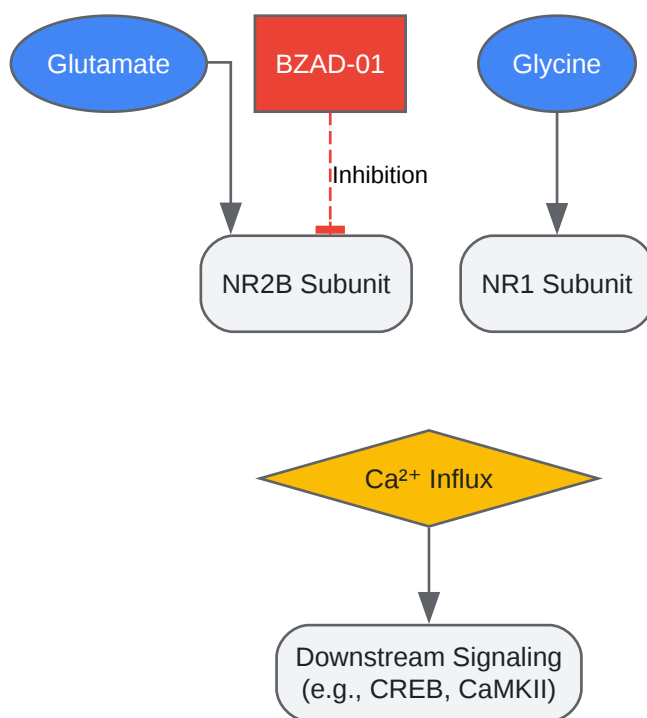 Glutamate
BZAD-01
Glycine
Inhibition
NR2B Subunit
NR1 Subunit
Ca²⁺ Influx
Downstream Signaling
(e.g., CREB, CaMKII)